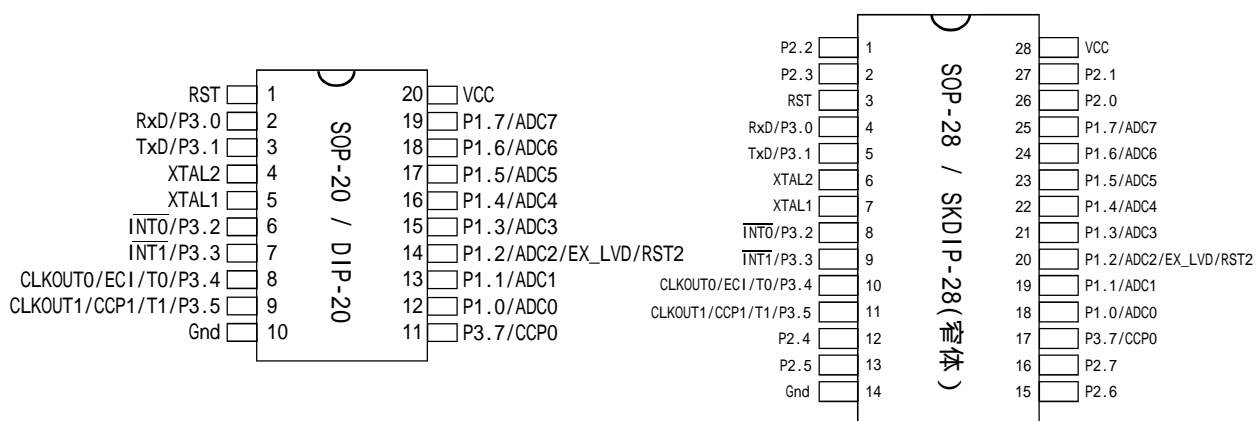 RST 1
RxD/P3.0 2
TxD/P3.1 3
XTAL2 4
XTAL1 5
INT0/P3.2 6
INT1/P3.3 7
CLKOUT0/ECI/T0/P3.4 8
CLKOUT1/CCP1/T1/P3.5 9
Gnd 10
SOP-20 / DIP-20
20 VCC
19 P1.7/ADC7
18 P1.6/ADC6
17 P1.5/ADC5
16 P1.4/ADC4
15 P1.3/ADC3
14 P1.2/ADC2/EX_LVD/RST2
13 P1.1/ADC1
12 P1.0/ADC0
11 P3.7/CCP0
P2.2 1
P2.3 2
RST 3
RxD/P3.0 4
TxD/P3.1 5
XTAL2 6
XTAL1 7
INT0/P3.2 8
INT1/P3.3 9
CLKOUT0/ECI/T0/P3.4 10
CLKOUT1/CCP1/T1/P3.5 11
P2.4 12
P2.5 13
Gnd 14
SOP-28 / SKDIP-28(窄体)
28 VCC
27 P2.1
26 P2.0
25 P1.7/ADC7
24 P1.6/ADC6
23 P1.5/ADC5
22 P1.4/ADC4
21 P1.3/ADC3
20 P1.2/ADC2/EX_LVD/RST2
19 P1.1/ADC1
18 P1.0/ADC0
17 P3.7/CCP0
16 P2.7
15 P2.6